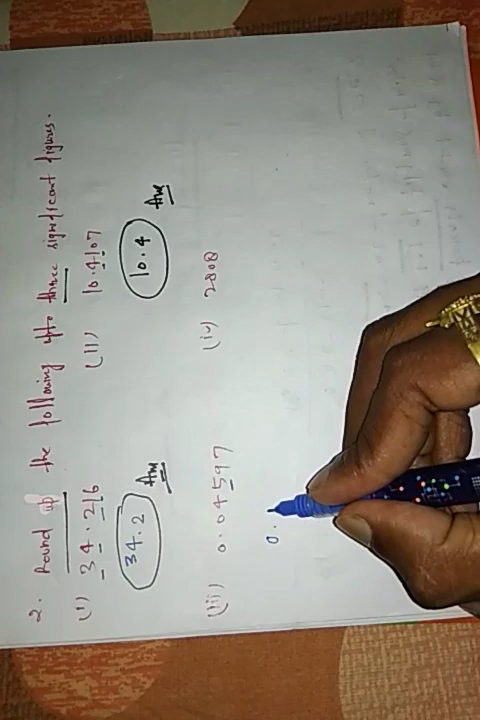 2. Round up the following upto three significant figures.
(i) 34.216 (ii) 10.4107
34.2 Ans 10.4 Ans
(iii) 0.04597 (iv) 2808
0.